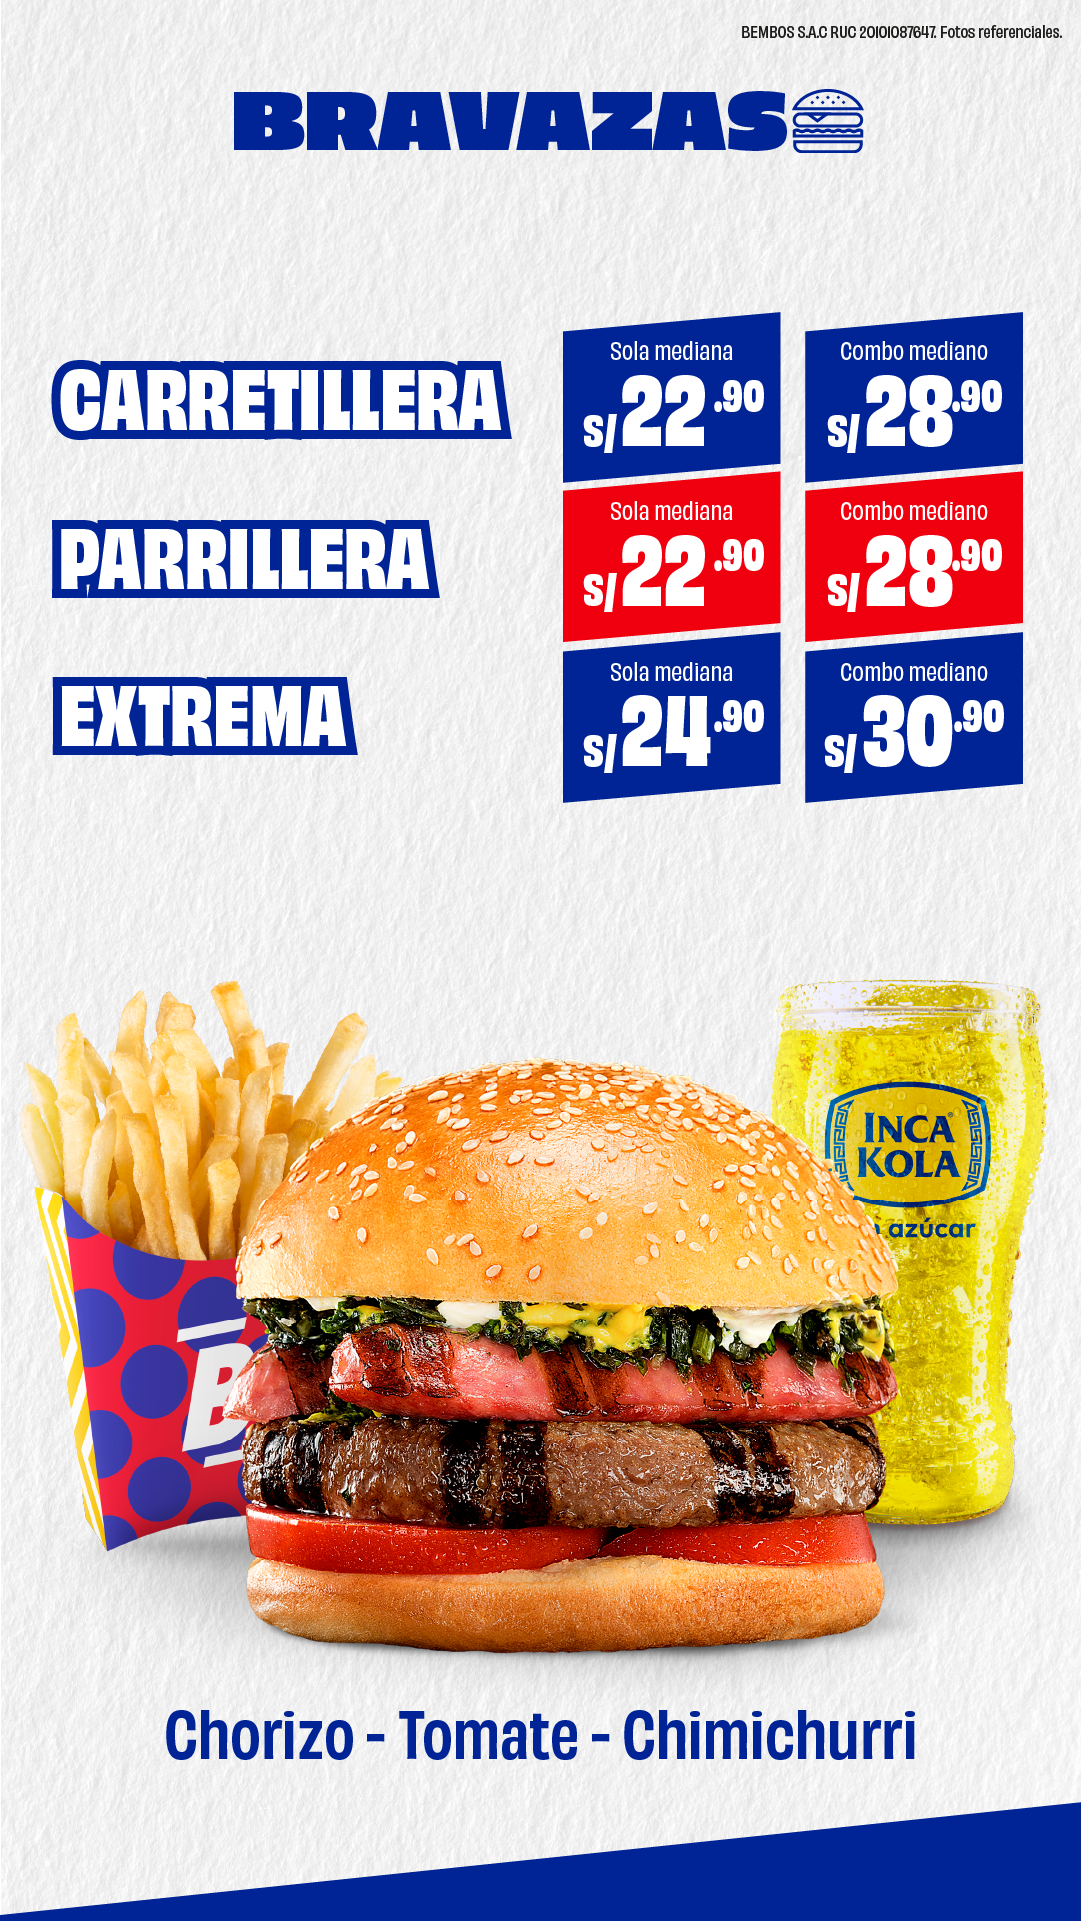 BEMBOS S.A.C RUC 20101087647. Fotos referenciales.
BRAVAZAS
CARRETILLERA
Sola mediana
S/22.90
Combo mediano
S/28.90
PARRILLERA
Sola mediana
S/22.90
Combo mediano
S/28.90
EXTREMA
Sola mediana
S/24.90
Combo mediano
S/30.90
INCA
KOLA®
azúcar
B
Chorizo - Tomate - Chimichurri